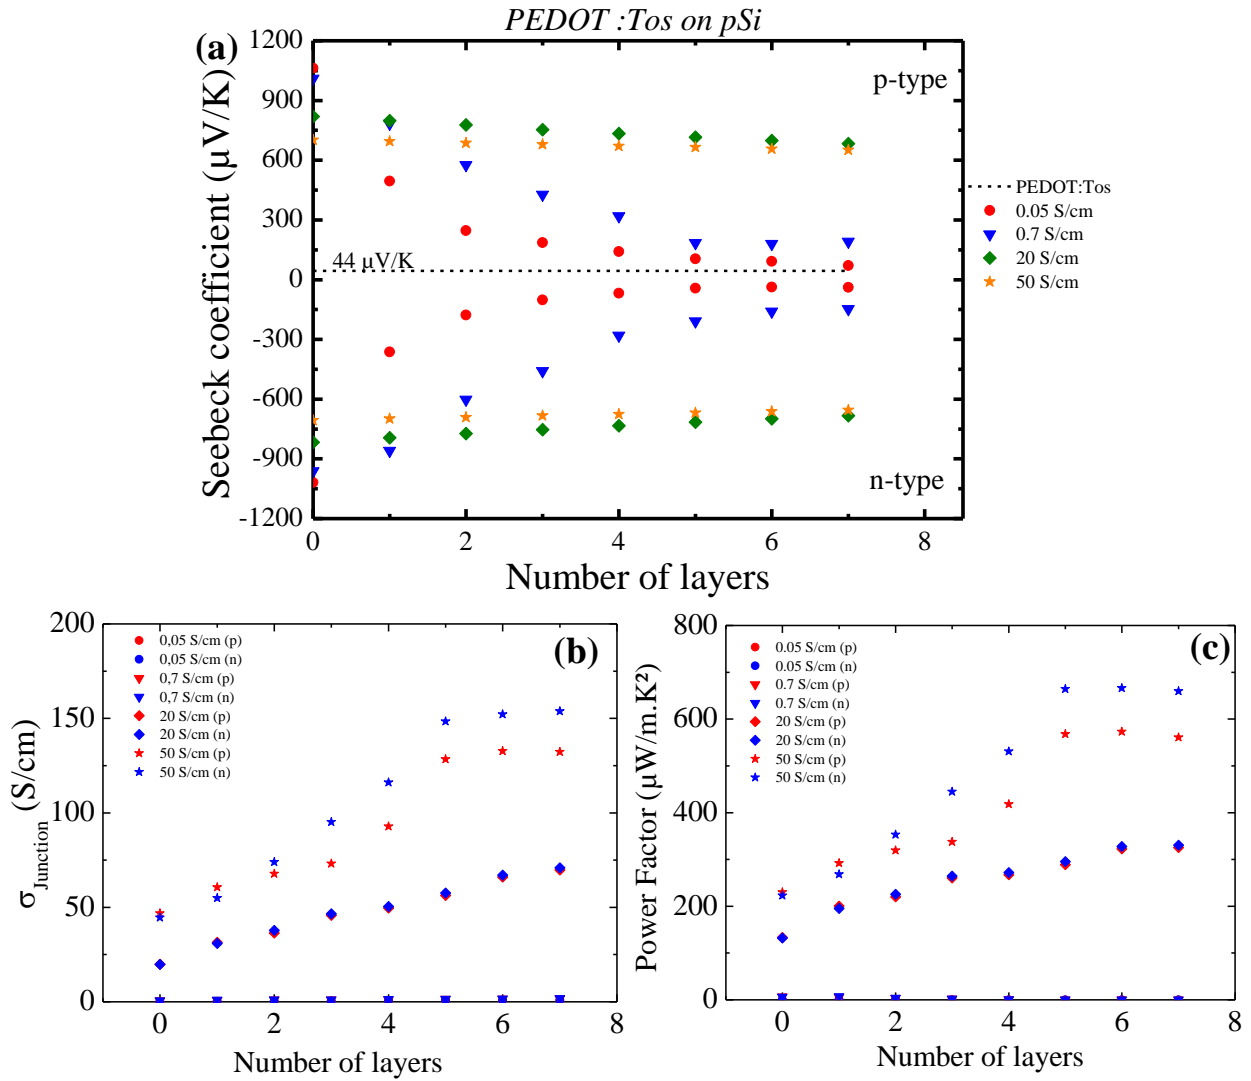 PEDOT :Tos on pSi
(a)
1200
900
600
300
0
-300
-600
-900
-1200
Seebeck coefficient (µV/K)
p-type
44 µV/K
n-type
PEDOT:Tos
0.05 S/cm
0.7 S/cm
20 S/cm
50 S/cm
0 2 4 6 8
Number of layers
200
150
100
50
0
σJunction (S/cm)
0,05 S/cm (p)
0,05 S/cm (n)
0,7 S/cm (p)
0,7 S/cm (n)
20 S/cm (p)
20 S/cm (n)
50 S/cm (p)
50 S/cm (n)
(b)
0 2 4 6 8
Number of layers
800
600
400
200
0
Power Factor (µW/m.K²)
0.05 S/cm (p)
0.05 S/cm (n)
0.7 S/cm (p)
0.7 S/cm (n)
20 S/cm (p)
20 S/cm (n)
50 S/cm (p)
50 S/cm (n)
(c)
0 2 4 6 8
Number of layers